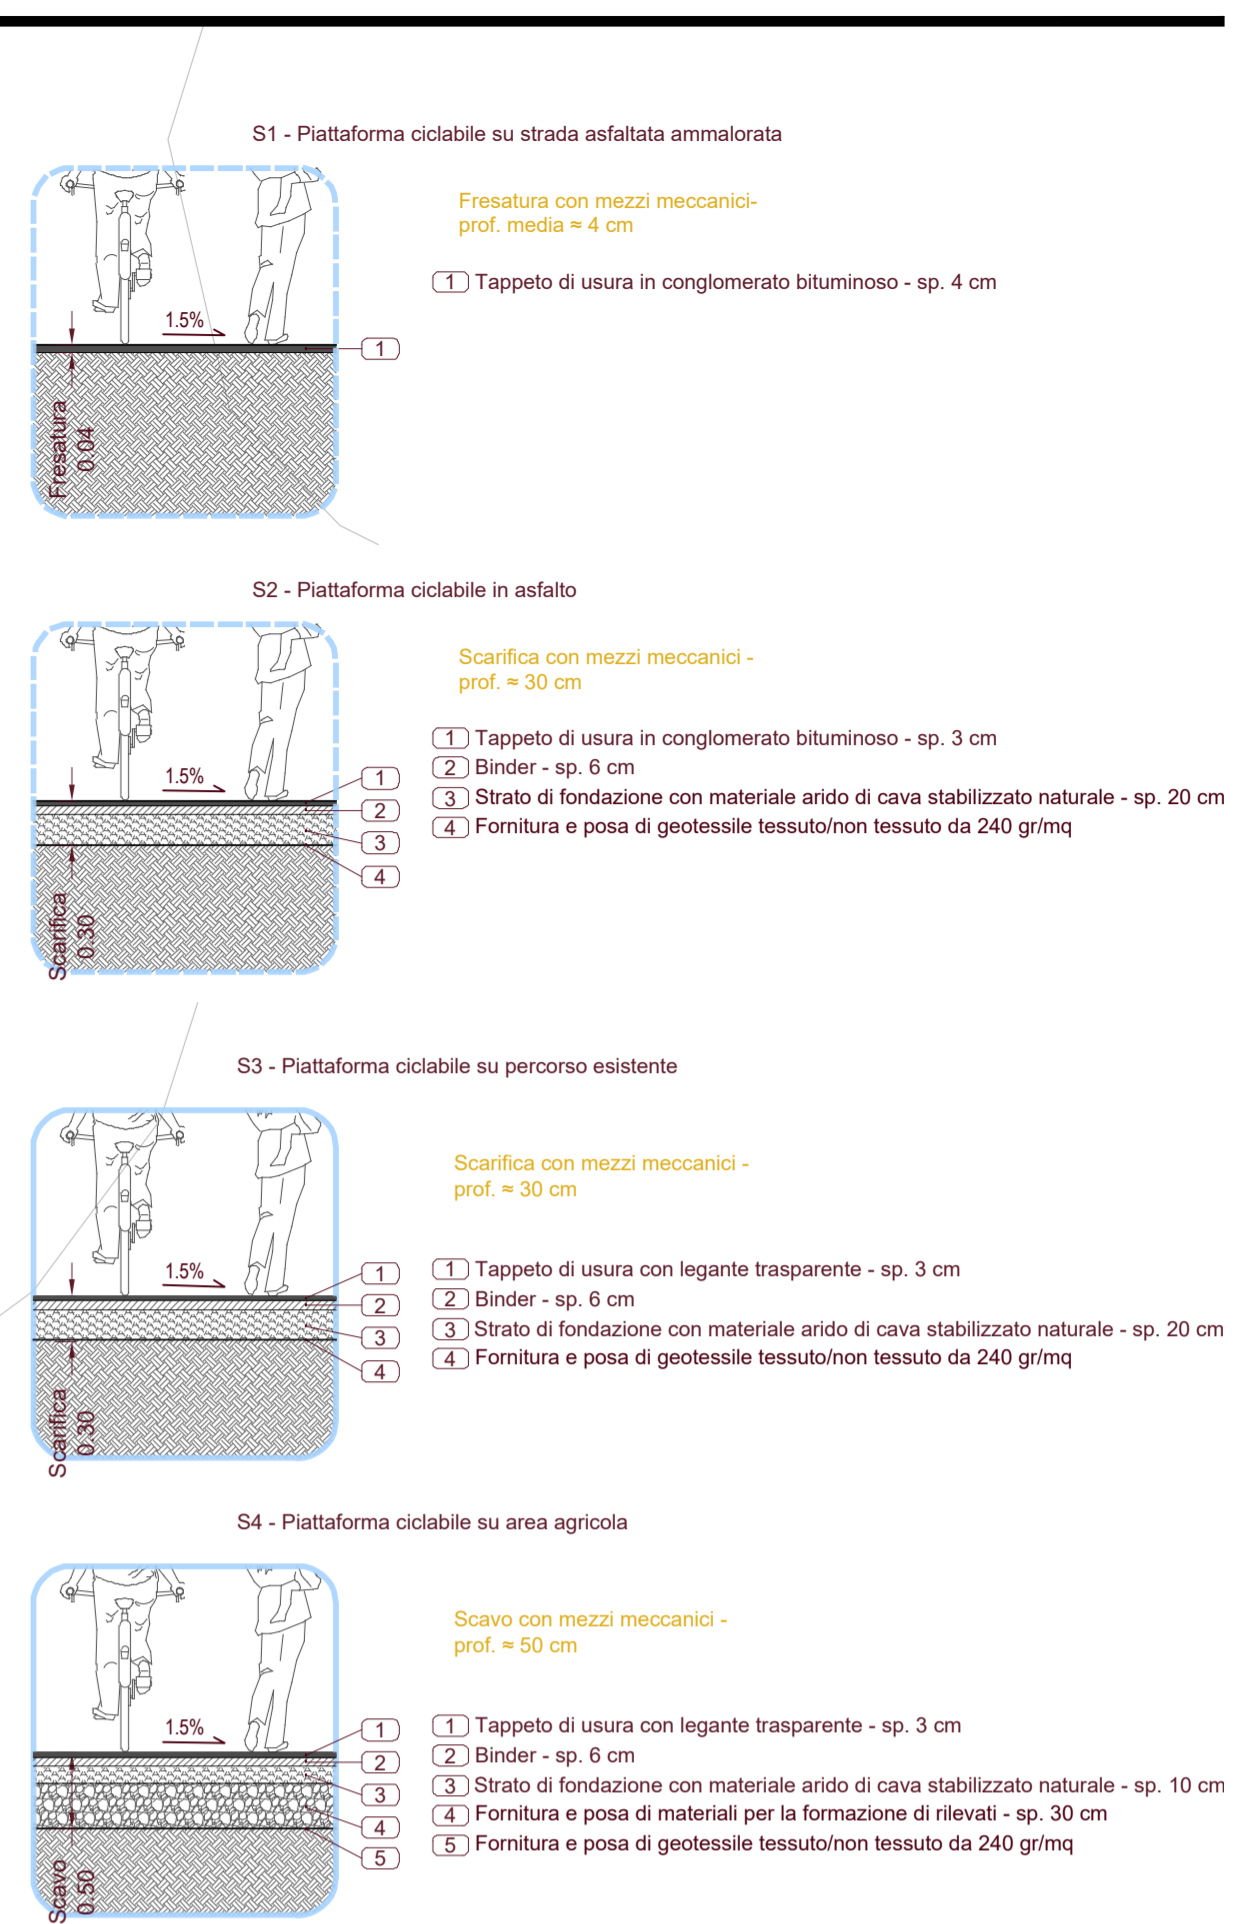 S1 - Piattaforma ciclabile su strada asfaltata ammalorata
Fresatura con mezzi meccanici-
prof. media ≈ 4 cm
1 Tappeto di usura in conglomerato bituminoso - sp. 4 cm
1.5%
1
Fresatura
0.04
S2 - Piattaforma ciclabile in asfalto
Scarifica con mezzi meccanici -
prof. ≈ 30 cm
1 Tappeto di usura in conglomerato bituminoso - sp. 3 cm
2 Binder - sp. 6 cm
3 Strato di fondazione con materiale arido di cava stabilizzato naturale - sp. 20 cm
4 Fornitura e posa di geotessile tessuto/non tessuto da 240 gr/mq
1.5%
1
2
3
4
Scarifica
0.30
S3 - Piattaforma ciclabile su percorso esistente
Scarifica con mezzi meccanici -
prof. ≈ 30 cm
1 Tappeto di usura con legante trasparente - sp. 3 cm
2 Binder - sp. 6 cm
3 Strato di fondazione con materiale arido di cava stabilizzato naturale - sp. 20 cm
4 Fornitura e posa di geotessile tessuto/non tessuto da 240 gr/mq
1.5%
1
2
3
4
Scarifica
0.30
S4 - Piattaforma ciclabile su area agricola
Scavo con mezzi meccanici -
prof. ≈ 50 cm
1 Tappeto di usura con legante trasparente - sp. 3 cm
2 Binder - sp. 6 cm
3 Strato di fondazione con materiale arido di cava stabilizzato naturale - sp. 10 cm
4 Fornitura e posa di materiali per la formazione di rilevati - sp. 30 cm
5 Fornitura e posa di geotessile tessuto/non tessuto da 240 gr/mq
1.5%
1
2
3
4
5
Scavo
0.50